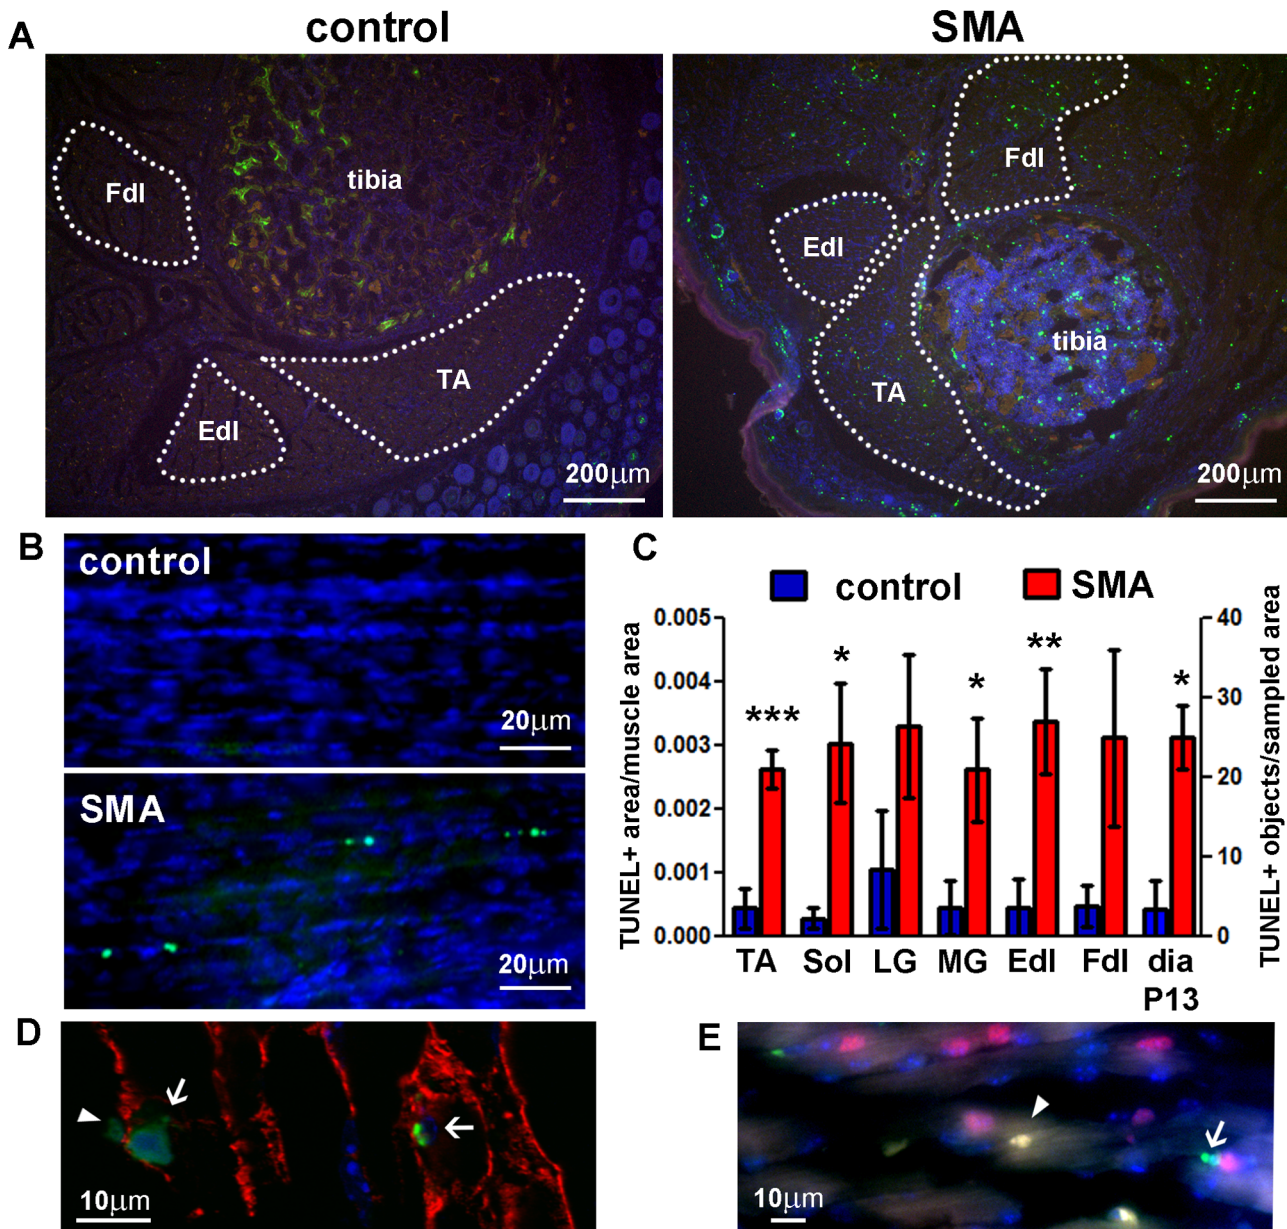 A
control
SMA
Fdl
tibia
TA
Edl
200μm
Fdl
Edl
TA
tibia
200μm
B
control
20μm
SMA
20μm
C
control
SMA
TUNEL+ area/muscle area
0.005
0.004
0.003
0.002
0.001
0.000
***
*
*
**
*
40
30
20
10
0
TUNEL+ objects/sampled area
TA Sol LG MG Edl Fdl dia
P13
D
10μm
E
10μm